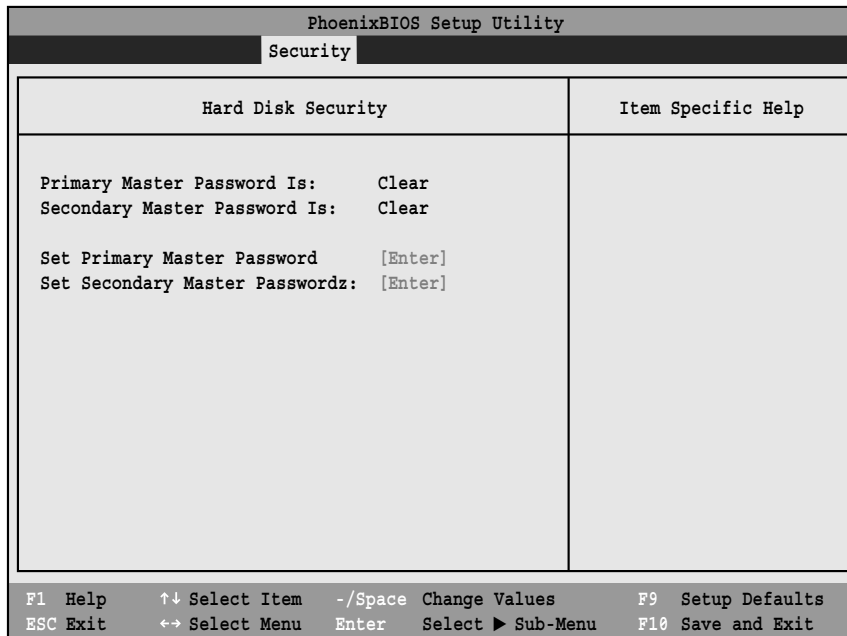 PhoenixBIOS Setup Utility
Security
Hard Disk Security
Item Specific Help
Primary Master Password Is: Clear
Secondary Master Password Is: Clear
Set Primary Master Password [Enter]
Set Secondary Master Passwordz: [Enter]
F1 Help ↑↓ Select Item -/Space Change Values F9 Setup Defaults
ESC Exit ←→ Select Menu Enter Select ▶ Sub-Menu F10 Save and Exit